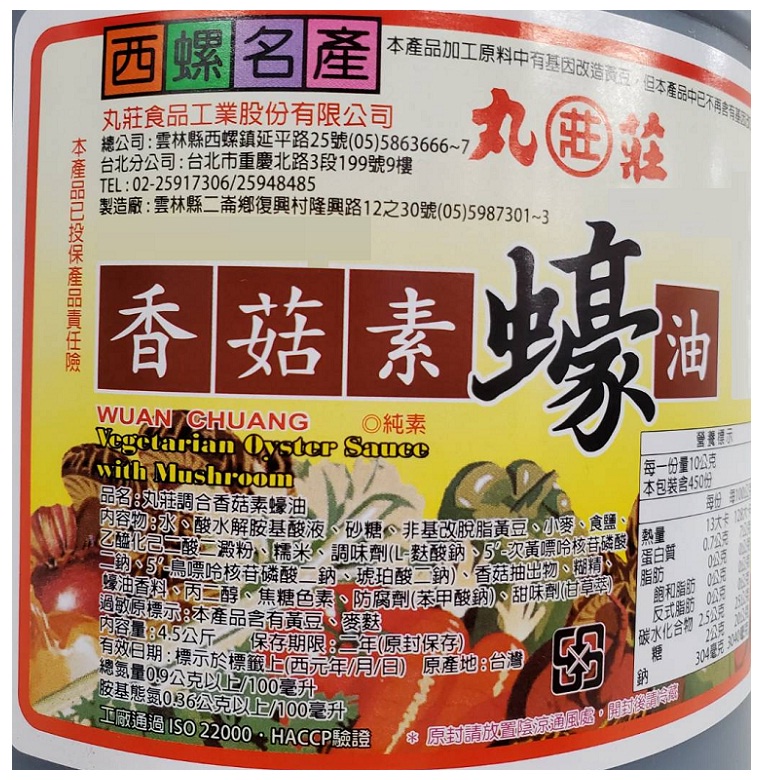 西螺名產
本產品加工原料中有基因改造黃豆，但本產品中已不再含有基因改
丸莊食品工業股份有限公司
總公司:雲林縣西螺鎮延平路25號(05)5863666~7
台北分公司:台北市重慶北路3段199號9樓
TEL:02-25917306/25948485
製造廠:雲林縣二崙鄉復興村隆興路12之30號(05)5987301~3
丸莊莊
本產品已投保產品責任險
香菇素蠔油
WUAN CHUANG
◎純素
Vegetarian Oyster Sauce
with Mushroom
品名:丸莊調合香菇素蠔油
內容物:水、酸水解胺基酸液、砂糖、非基改脫脂黃豆、小麥、食鹽、
乙醯化己二酸二澱粉、糯米、調味劑(L-麩酸鈉、5'-次黃嘌呤核苷磷酸
二鈉、5'-鳥嘌呤核苷磷酸二鈉、琥珀酸二鈉)、香菇抽出物、糊精、
蠔油香料、丙二醇、焦糖色素、防腐劑(苯甲酸鈉)、甜味劑(甘草萃)
過敏原標示:本產品含有黃豆、麥麩
內容量:4.5公斤 保存期限:二年(原封保存)
有效日期:標示於標籤上(西元年/月/日) 原產地:台灣
總氮量0.9公克以上/100毫升
胺基態氮0.36公克以上/100毫升
工廠通過 ISO 22000、HACCP驗證
* 原封請放置陰涼通風處，開封後請冷藏
營養標示
每一份量10公克
本包裝含450份
每份
熱量 13大卡
蛋白質 0.7公克
脂肪 0公克
飽和脂肪 0公克
反式脂肪 0公克
碳水化合物 2.5公克
糖 2公克
鈉 304毫克